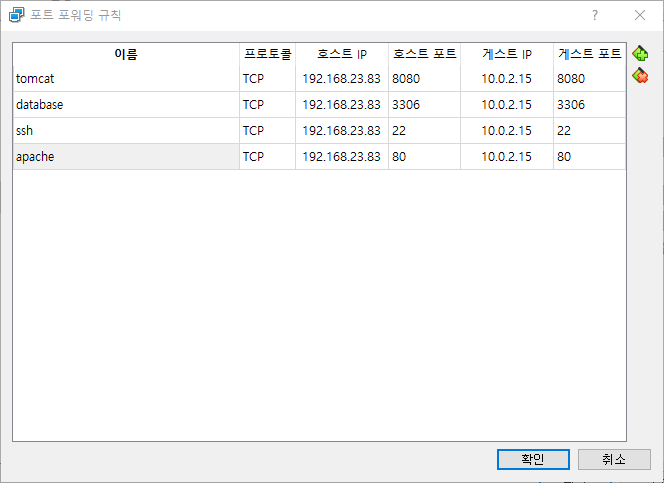 포트 포워딩 규칙
이름 프로토콜 호스트 IP 호스트 포트 게스트 IP 게스트 포트
tomcat TCP 192.168.23.83 8080 10.0.2.15 8080
database TCP 192.168.23.83 3306 10.0.2.15 3306
ssh TCP 192.168.23.83 22 10.0.2.15 22
apache TCP 192.168.23.83 80 10.0.2.15 80
확인 취소